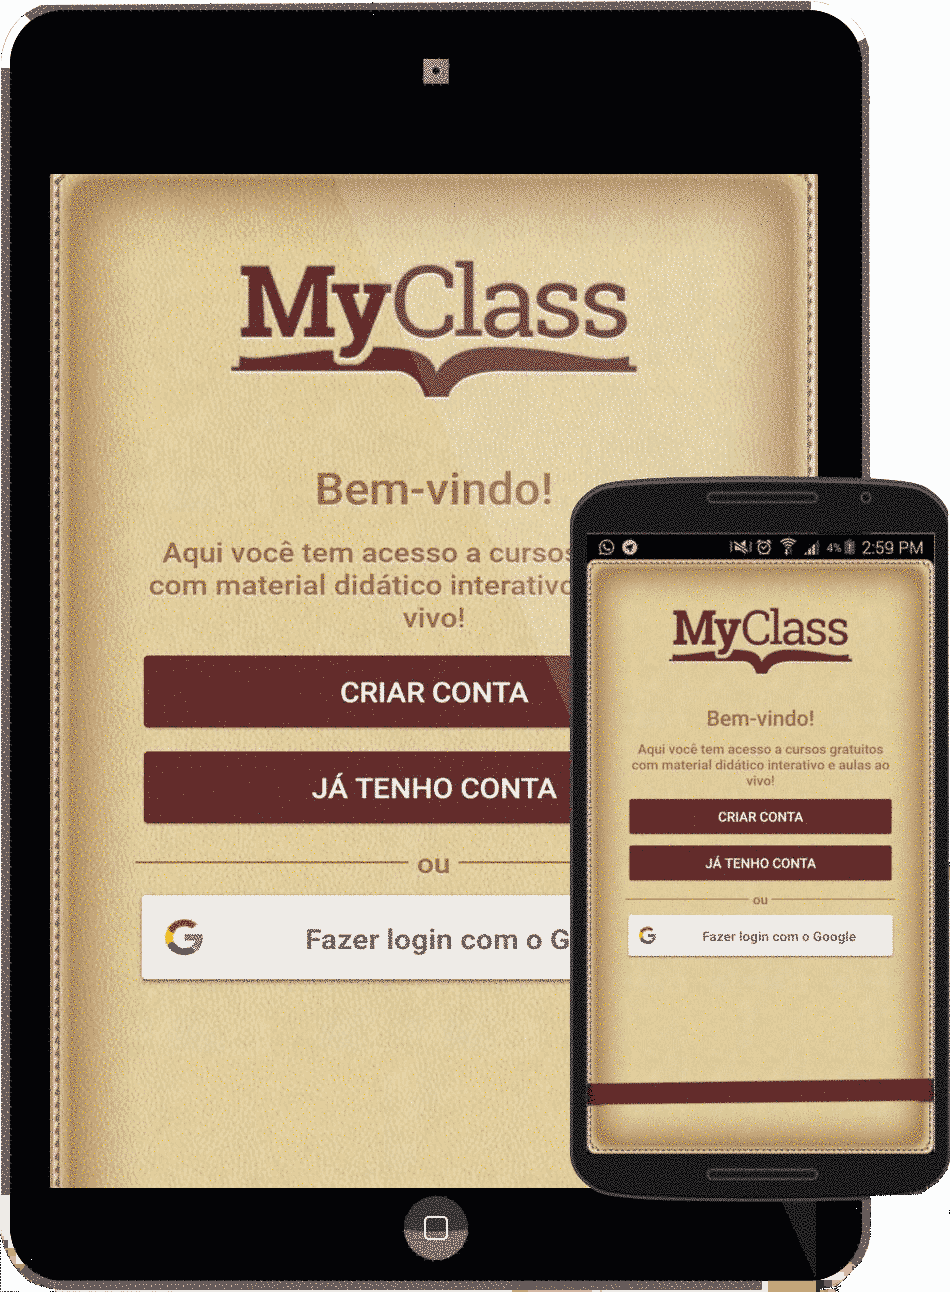 MyClass
Bem-vindo!
Aqui você tem acesso a cursos
com material didático interativo
vivo!
CRIAR CONTA
JÁ TENHO CONTA
ou
Fazer login com o G
4% 2:59 PM
MyClass
Bem-vindo!
Aqui você tem acesso a cursos gratuitos
com material didático interativo e aulas ao
vivo!
CRIAR CONTA
JÁ TENHO CONTA
ou
Fazer login com o Google